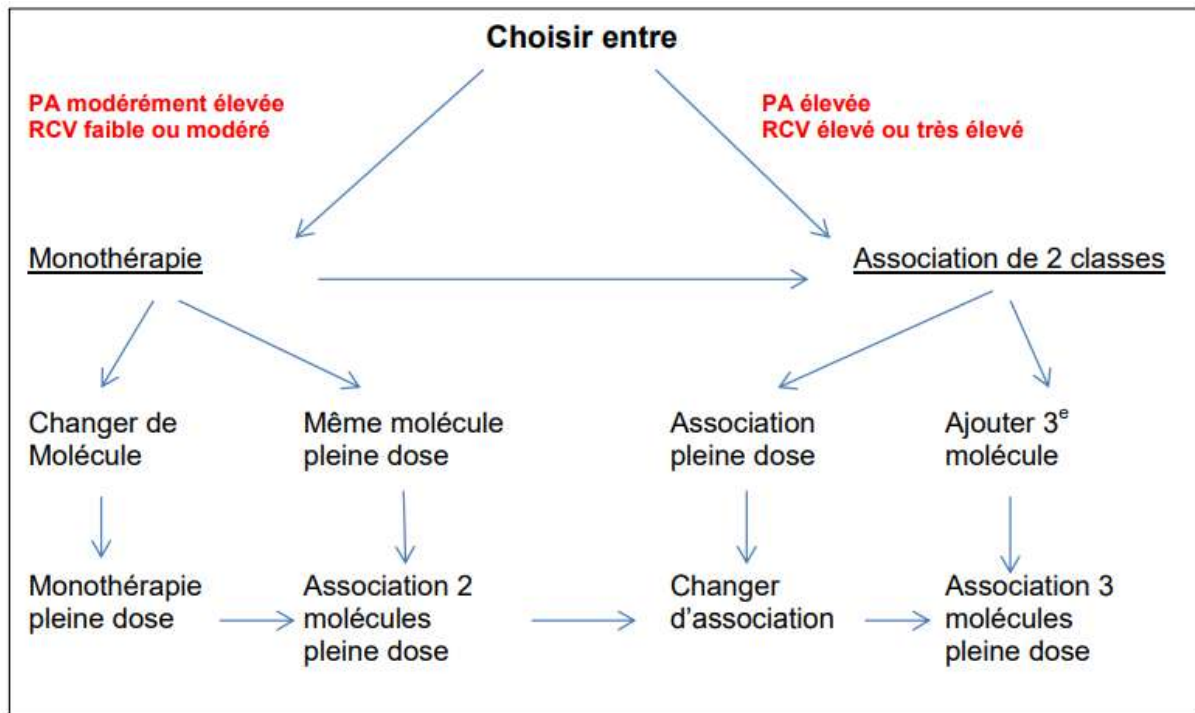 Choisir entre
PA modérément élevée
RCV faible ou modéré
PA élevée
RCV élevé ou très élevé
Monothérapie
Association de 2 classes
Changer de
Molécule
Même molécule
pleine dose
Association
pleine dose
Ajouter 3e
molécule
Monothérapie
pleine dose
Association 2
molécules
pleine dose
Changer
d'association
Association 3
molécules
pleine dose